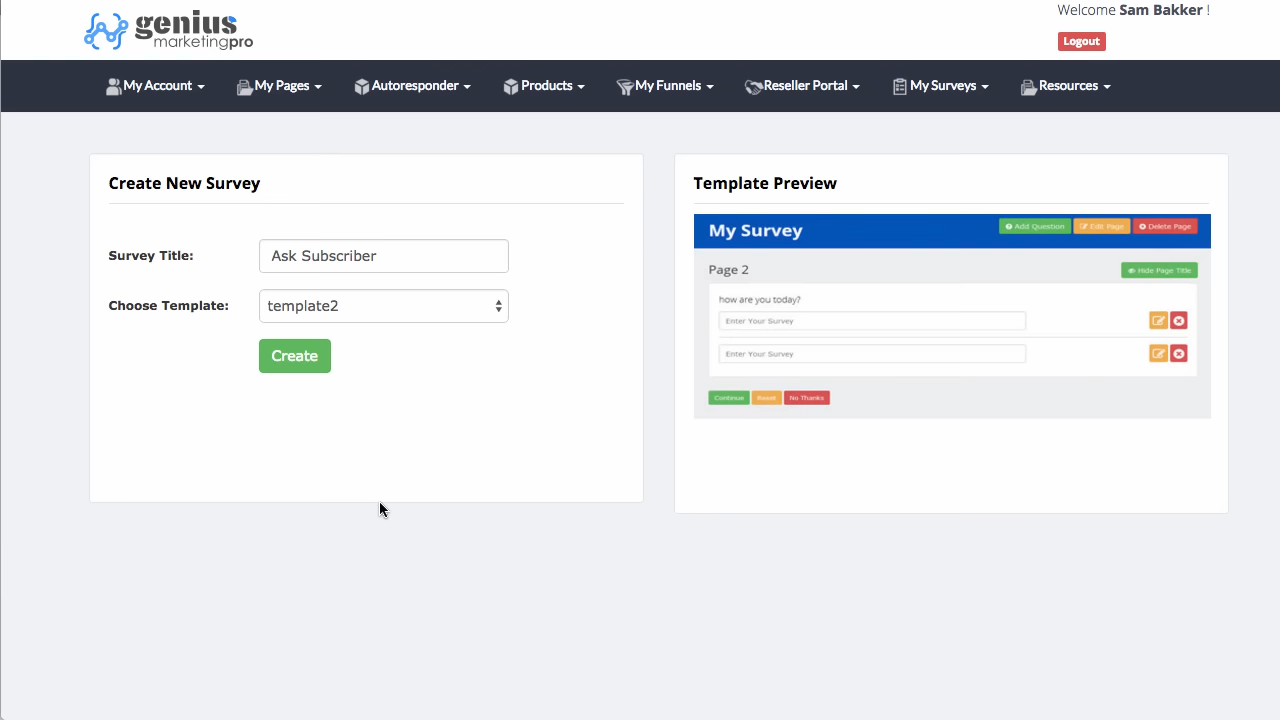 genius
marketingpro
Welcome Sam Bakker !
Logout
My Account
My Pages
Autoresponder
Products
My Funnels
Reseller Portal
My Surveys
Resources
Create New Survey
Survey Title:
Ask Subscriber
Choose Template:
template2
Create
Template Preview
My Survey
Add Question
Edit Page
Delete Page
Page 2
Hide Page Title
how are you today?
Enter Your Survey
Enter Your Survey
Continue
Reset
No Thanks